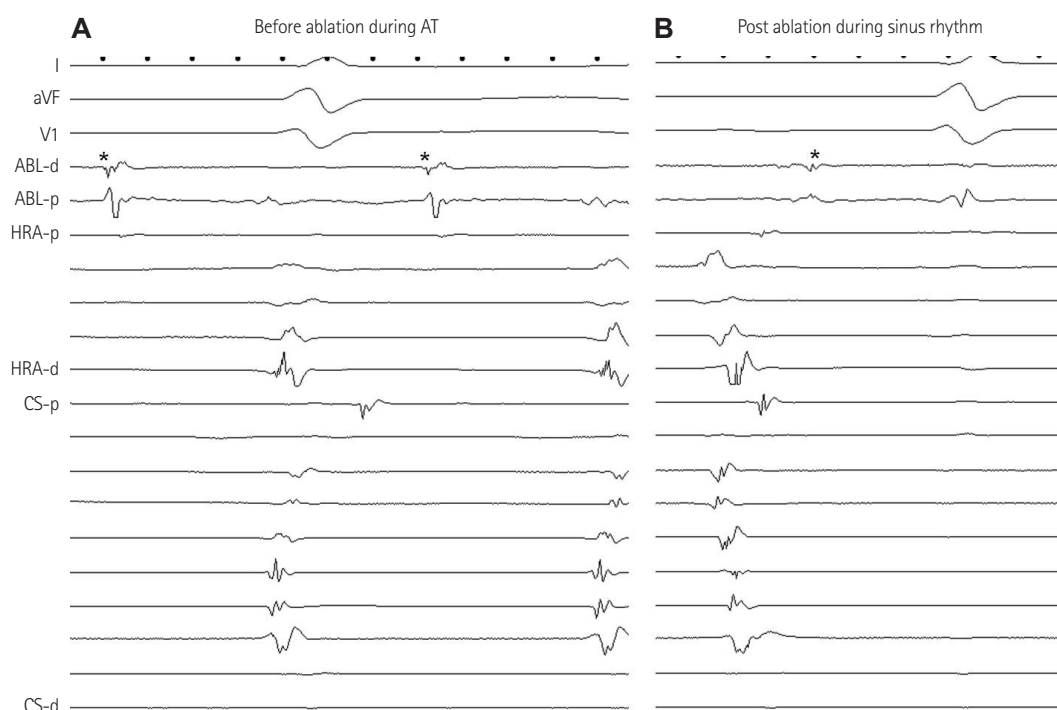 A Before ablation during AT
B Post ablation during sinus rhythm
I
aVF
V1
* *
ABL-d
*
ABL-p
HRA-p
HRA-d
CS-p
CS-d